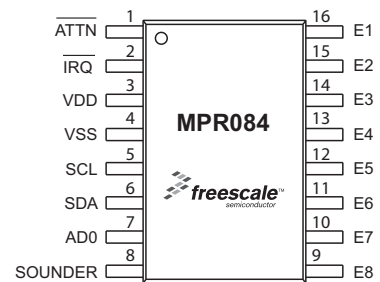 ATTN 1 16 E1
IRQ 2 15 E2
VDD 3 14 E3
VSS 4 13 E4
SCL 5 12 E5
SDA 6 11 E6
AD0 7 10 E7
SOUNDER 8 9 E8
MPR084
freescale™
semiconductor